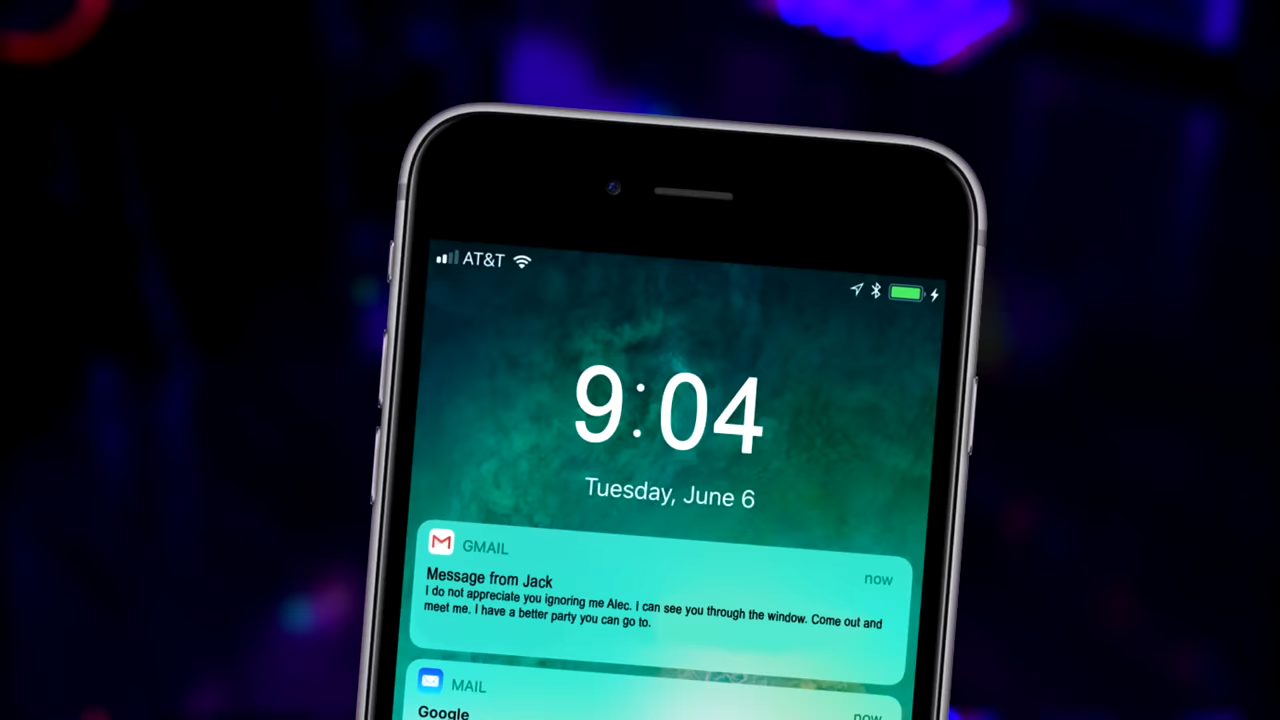 AT&T
9:04
Tuesday, June 6
GMAIL
now
Message from Jack
I do not appreciate you ignoring me Alec. I can see you through the window. Come out and
meet me. I have a better party you can go to.
MAIL
now
Google